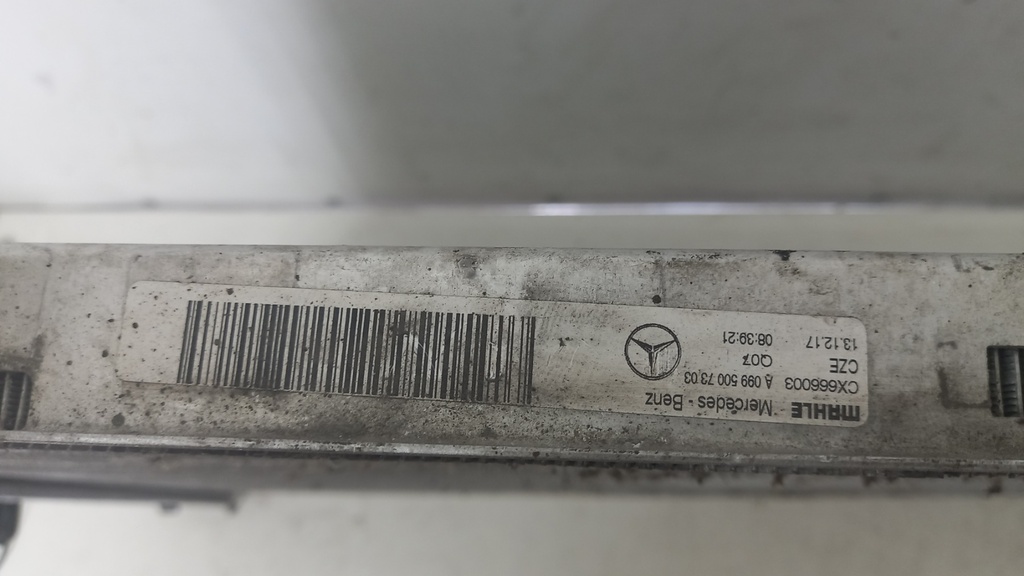 MAHLE Mercedes - Benz
CX666003 A 099 500 73 03
CZE Q07
13.12.17 08:39:21